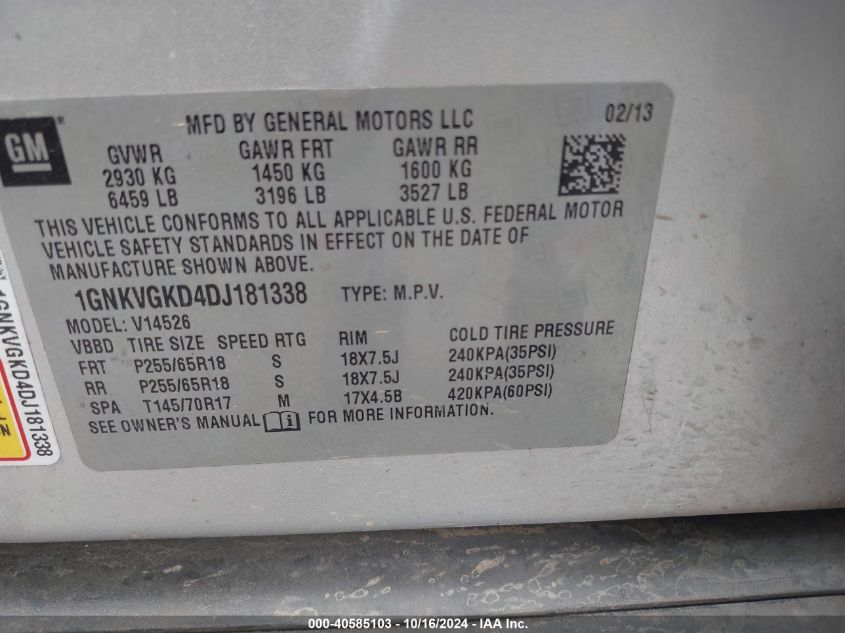 GM
MFD BY GENERAL MOTORS LLC 02/13
GVWR GAWR FRT GAWR RR
2930 KG 1450 KG 1600 KG
6459 LB 3196 LB 3527 LB
THIS VEHICLE CONFORMS TO ALL APPLICABLE U.S. FEDERAL MOTOR
VEHICLE SAFETY STANDARDS IN EFFECT ON THE DATE OF
MANUFACTURE SHOWN ABOVE.
1GNKVGKD4DJ181338 TYPE: M.P.V.
MODEL: V14526
VBBD TIRE SIZE SPEED RTG RIM COLD TIRE PRESSURE
FRT P255/65R18 S 18X7.5J 240KPA(35PSI)
RR P255/65R18 S 18X7.5J 240KPA(35PSI)
SPA T145/70R17 M 17X4.5B 420KPA(60PSI)
SEE OWNER'S MANUAL FOR MORE INFORMATION.
1GNKVGKD4DJ181338
000-40585103 - 10/16/2024 - IAA Inc.